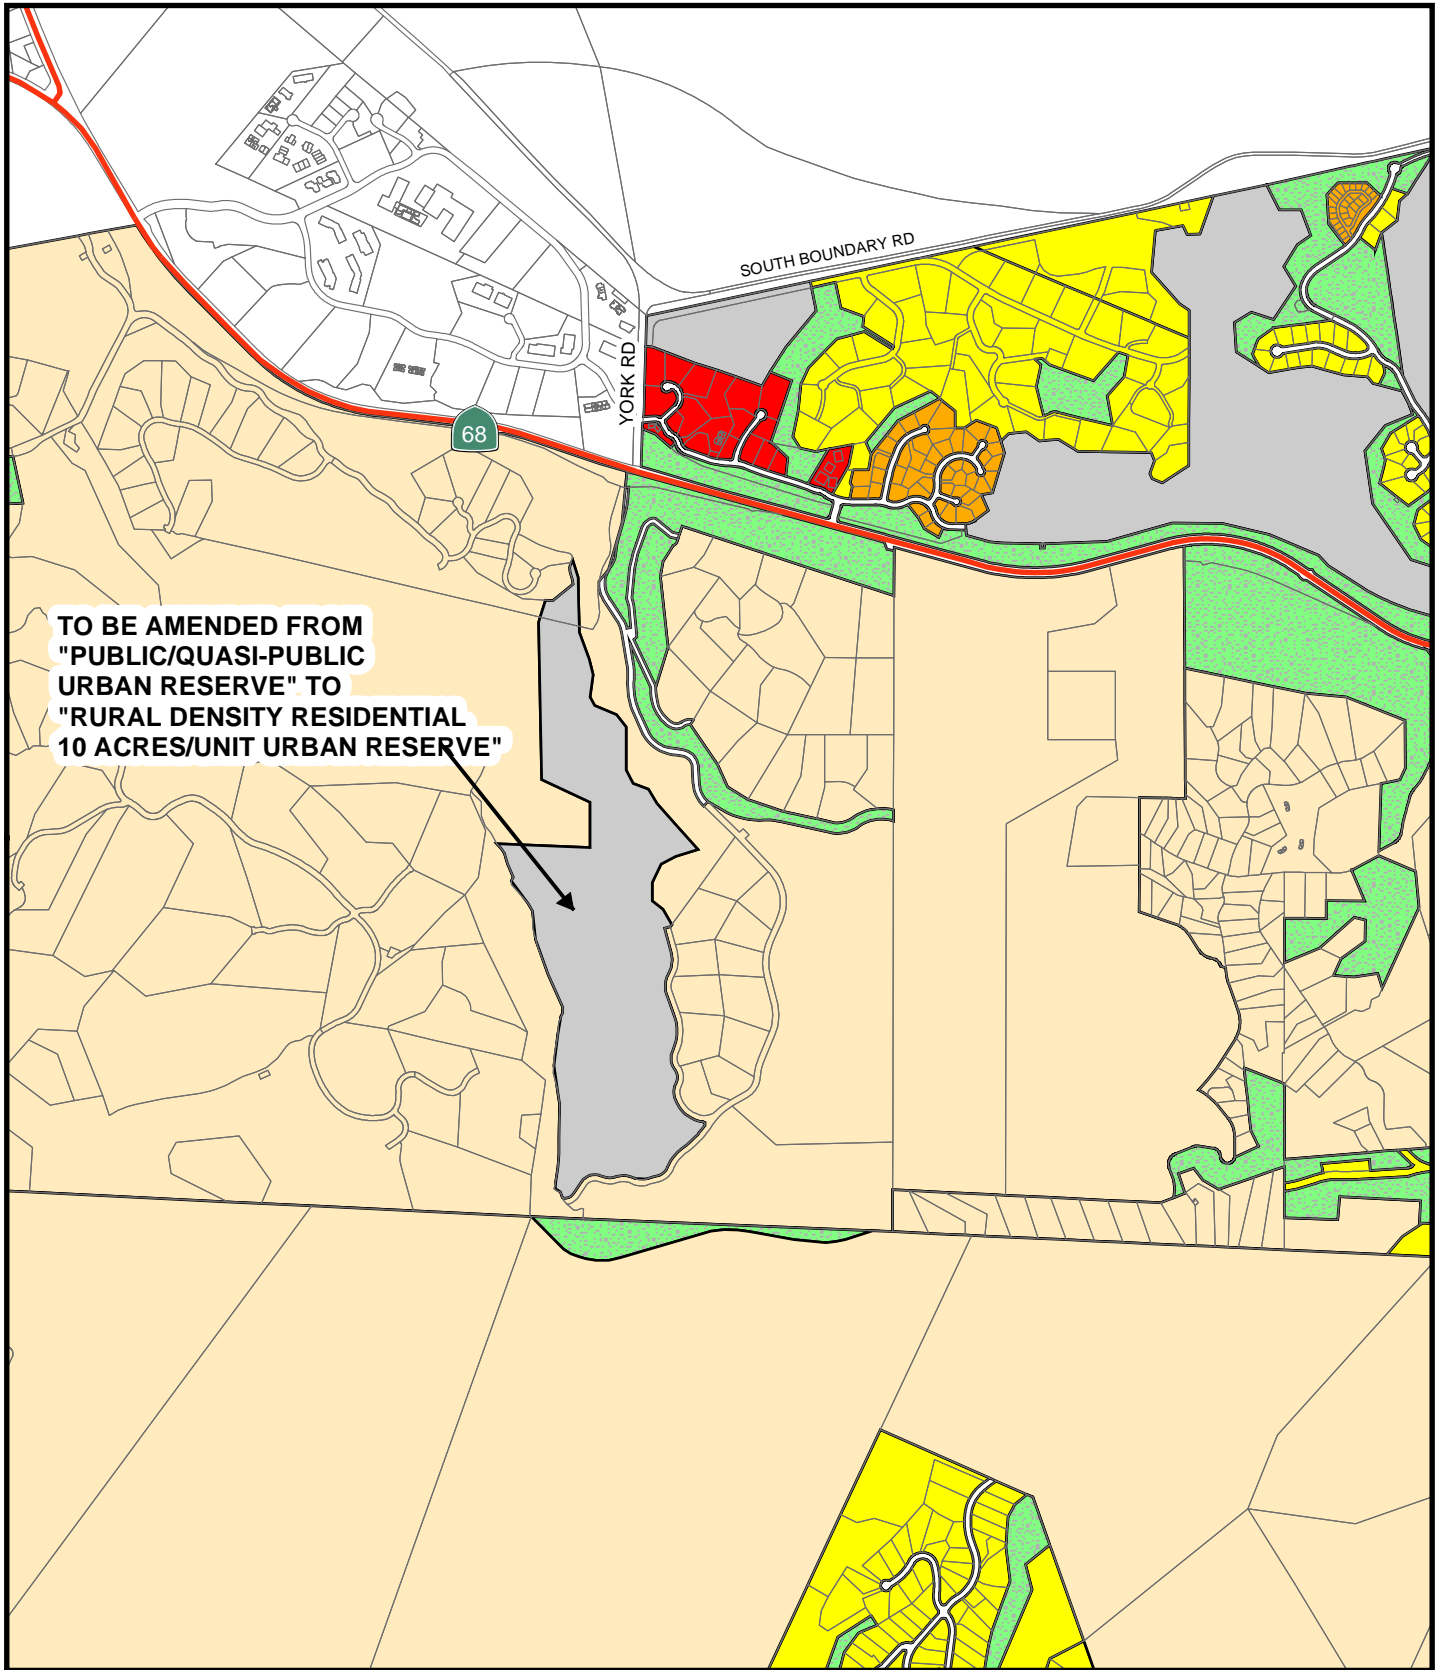 SOUTH BOUNDARY RD
YORK RD
68
TO BE AMENDED FROM
"PUBLIC/QUASI-PUBLIC
URBAN RESERVE" TO
"RURAL DENSITY RESIDENTIAL
10 ACRES/UNIT URBAN RESERVE"